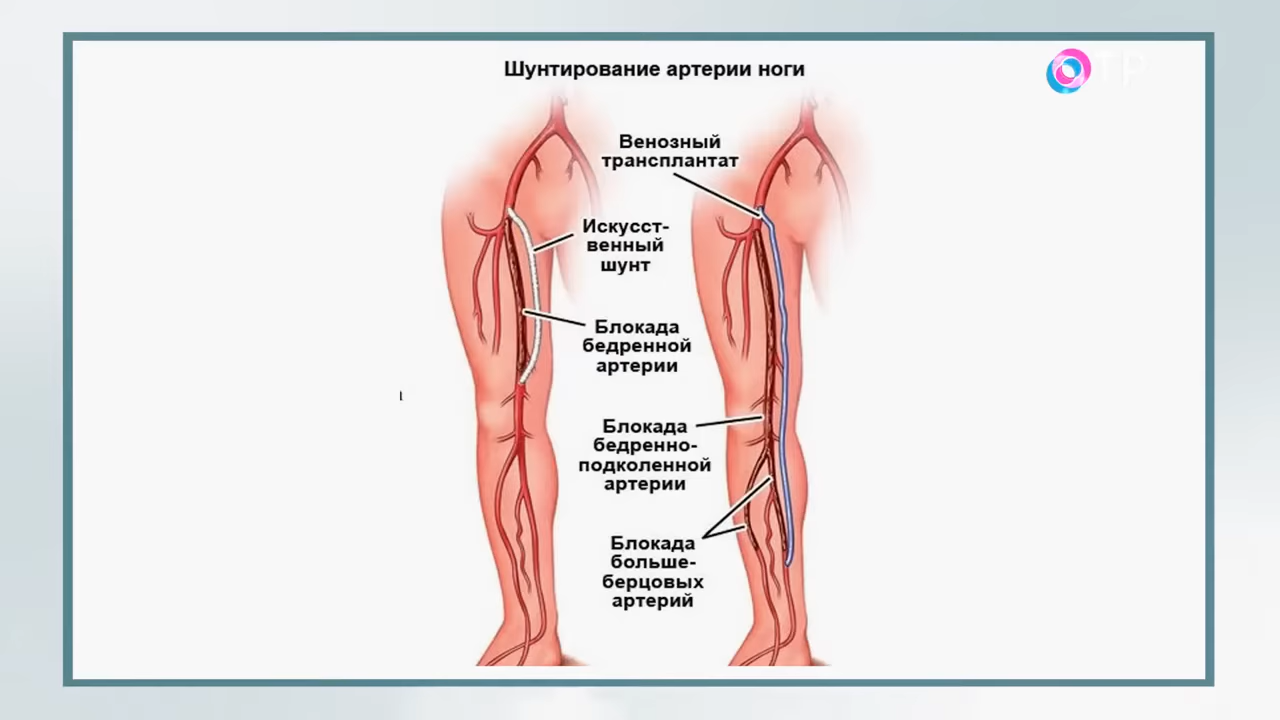 Шунтирование артерии ноги
ОТР
Венозный
трансплантат
Искусст-
венный
шунт
Блокада
бедренной
артерии
Блокада
бедренно-
подколенной
артерии
Блокада
больше-
берцовых
артерий